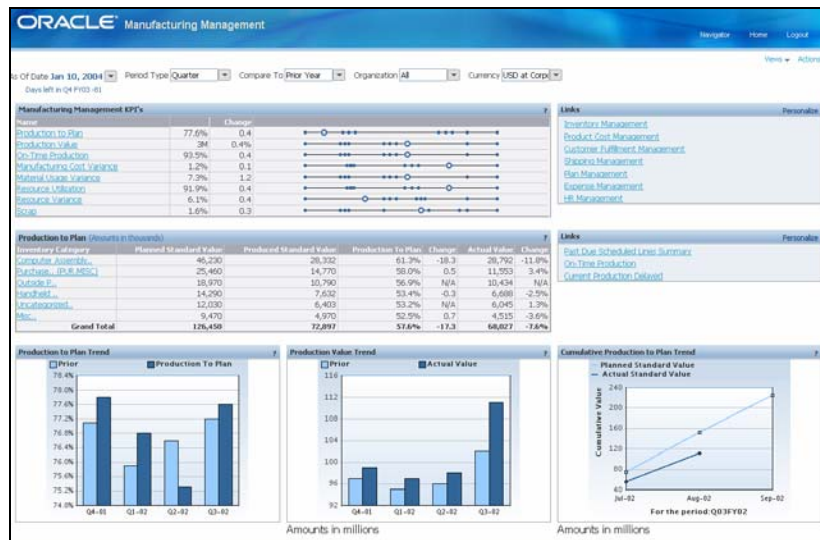 ORACLE Manufacturing Management
Navigator Home Logout
Views Actions
As Of Date Jan 10, 2004 Period Type Quarter Compare To Prior Year Organization All Currency USD at Corp
Days left in Q4 FY03 -81
Manufacturing Management KPI's ?
Name Change
Production to Plan 77.6% 0.4
Production Value 3M 0.4%
On-Time Production 93.5% 0.4
Manufacturing Cost Variance 1.2% 0.1
Material Usage Variance 7.3% 1.2
Resource Utilization 91.9% 0.4
Resource Variance 6.1% 0.4
Scrap 1.6% 0.3
Links Personalize
Inventory Management
Product Cost Management
Customer Fulfillment Management
Shipping Management
Plan Management
Expense Management
HR Management
Production to Plan (Amounts in thousands) ?
Inventory Category Planned Standard Value Produced Standard Value Production To Plan Change Actual Value Change
Computer Assembly.. 46,230 28,332 61.3% -18.3 28,792 -11.8%
Purchase.. (PUR.MISC) 25,460 14,770 58.0% 0.5 11,553 3.4%
Outside P... 18,970 10,790 56.9% N/A 10,434 N/A
Handheld... 14,290 7,632 53.4% -0.3 6,688 -2.5%
Uncategorized.. 12,030 6,403 53.2% N/A 6,045 1.3%
Misc.. 9,470 4,970 52.5% 0.7 4,515 -3.6%
Grand Total 126,450 72,897 57.6% -17.3 68,027 -7.6%
Links Personalize
Past Due Scheduled Lines Summary
On-Time Production
Current Production Delayed
Production to Plan Trend ?
Prior Production To Plan
78.4%
77.6%
76.8%
76.0%
75.2%
74.8%
Q4-01 Q1-02 Q2-02 Q3-02
Production Value Trend ?
Prior Actual Value
116
110
104
98
92
Q4-01 Q1-02 Q2-02 Q3-02
Amounts in millions
Cumulative Production to Plan Trend ?
Planned Standard Value
Actual Standard Value
Cumulative Value
240
200
160
120
80
60
Jul-02 Aug-02 Sep-02
For the period:Q03FY02
Amounts in millions